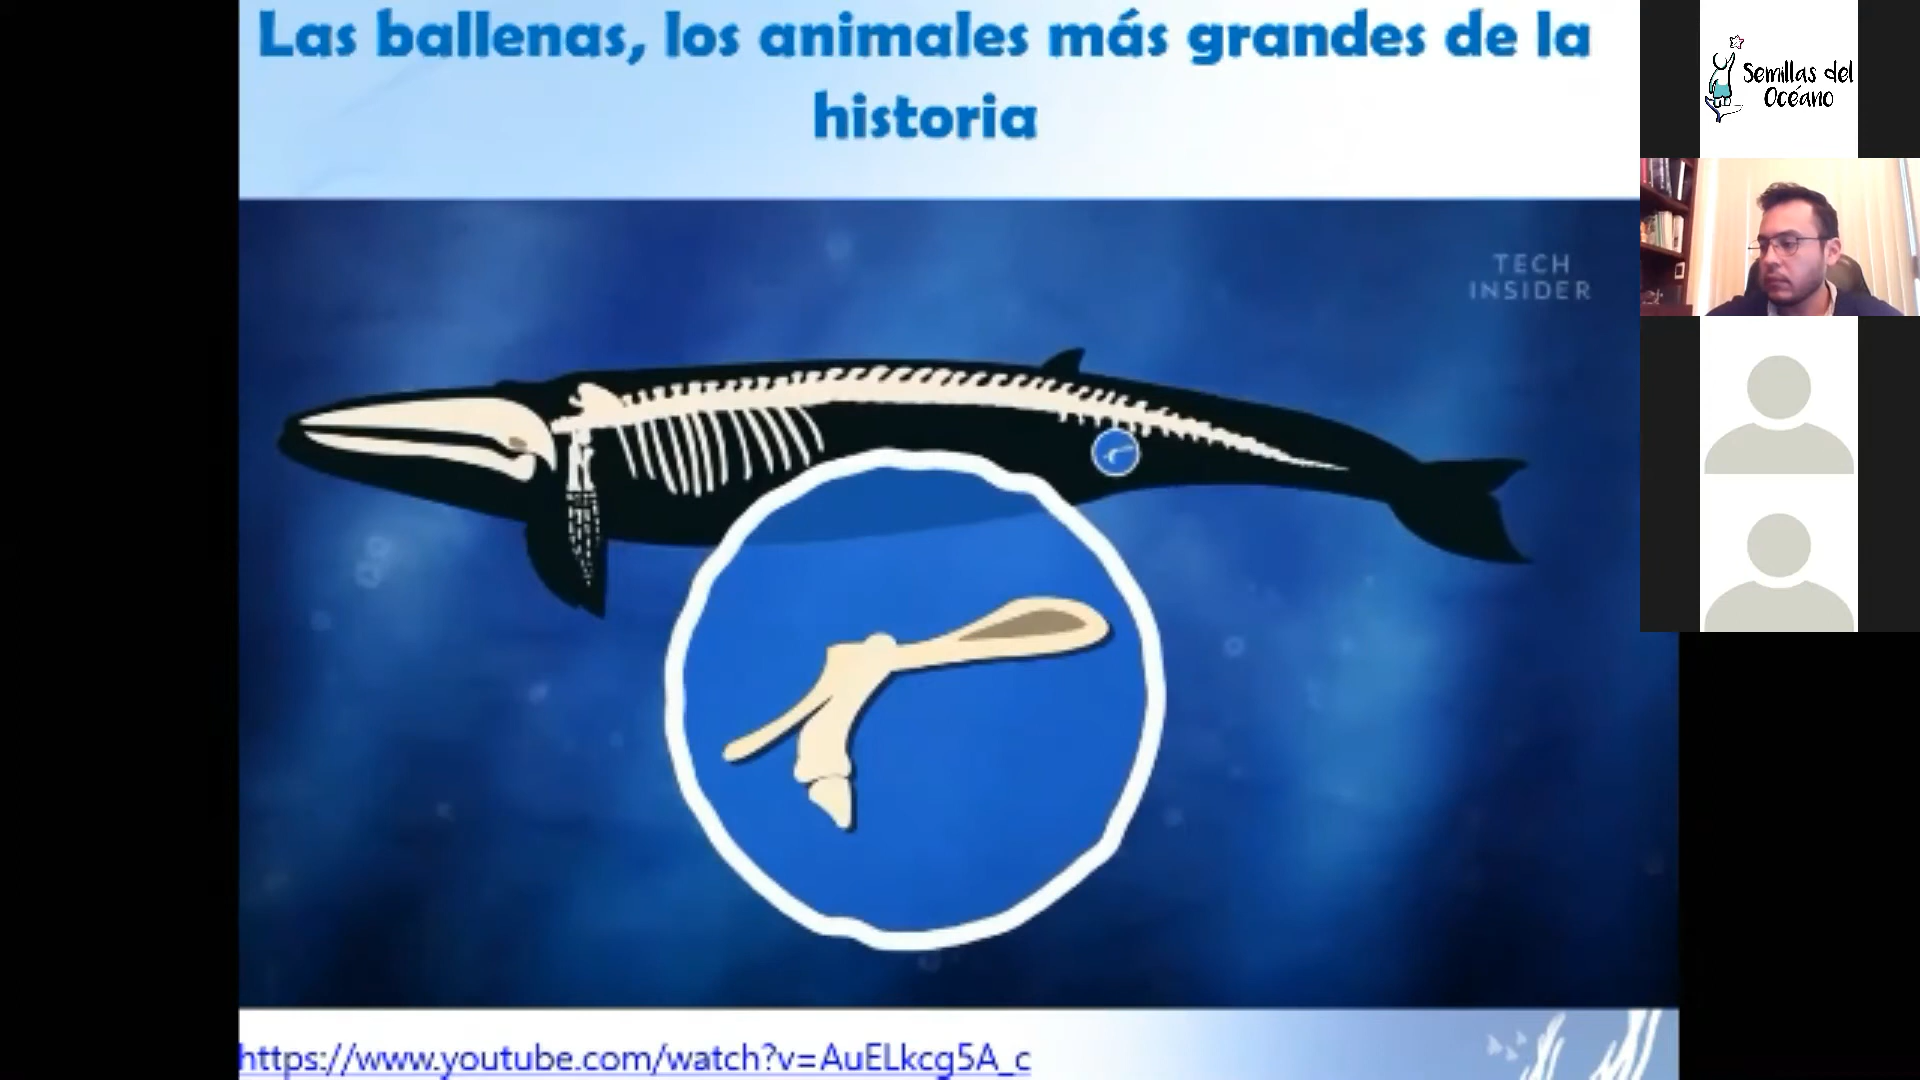 Las ballenas, los animales más grandes de la
historia
Semillas del
Océano
TECH
INSIDER
https://www.youtube.com/watch?v=AuELkcg5A_c